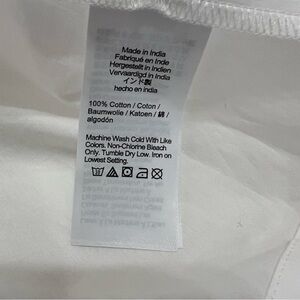 Made in India
Fabriqué en Inde
Hergestellt in Indien
Vervaardigd in India
インド製
hecho en india
100% Cotton / Coton /
Baumwolle / Katoen / 綿 /
algodón
Machine Wash Cold With Like
Colors. Non-Chlorine Bleach
Only. Tumble Dry Low. Iron on
Lowest Setting.